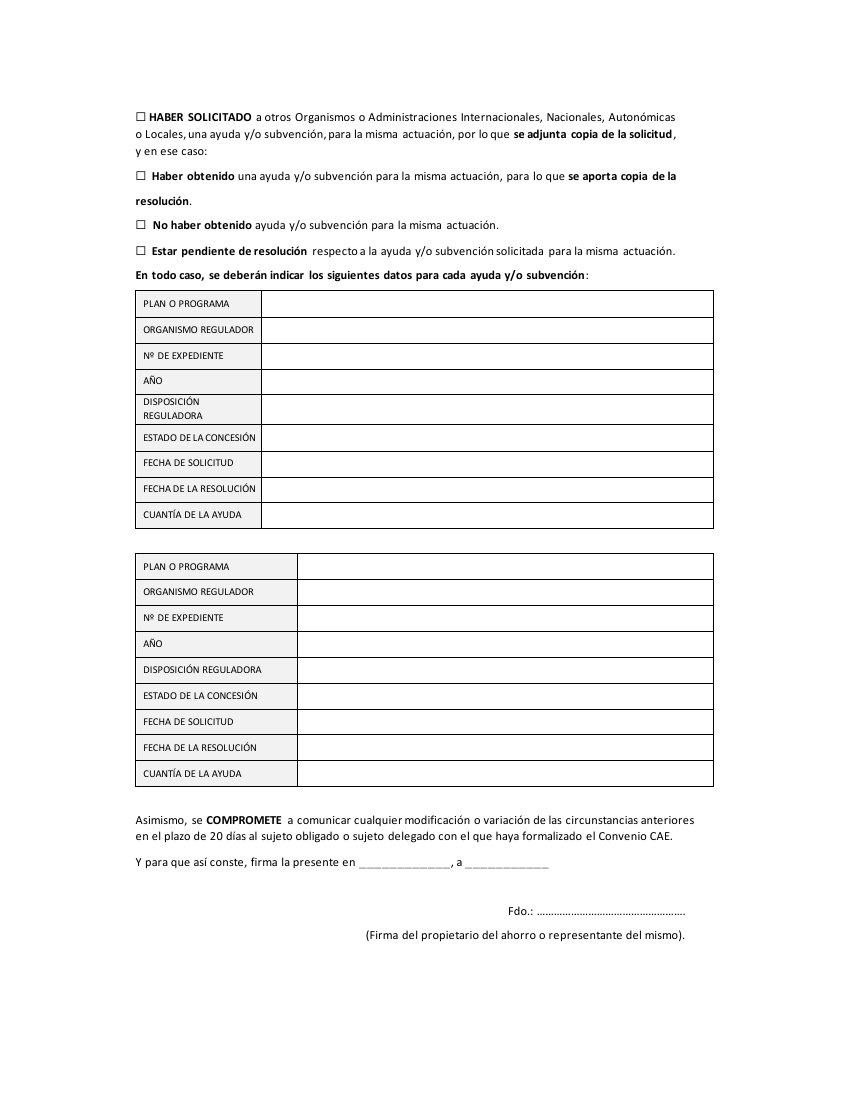 ☐ HABER SOLICITADO a otros Organismos o Administraciones Internacionales, Nacionales, Autonómicas
o Locales, una ayuda y/o subvención, para la misma actuación, por lo que se adjunta copia de la solicitud,
y en ese caso:
☐ Haber obtenido una ayuda y/o subvención para la misma actuación, para lo que se aporta copia de la
resolución.
☐ No haber obtenido ayuda y/o subvención para la misma actuación.
☐ Estar pendiente de resolución respecto a la ayuda y/o subvención solicitada para la misma actuación.
En todo caso, se deberán indicar los siguientes datos para cada ayuda y/o subvención:
PLAN O PROGRAMA
ORGANISMO REGULADOR
Nº DE EXPEDIENTE
AÑO
DISPOSICIÓN
REGULADORA
ESTADO DE LA CONCESIÓN
FECHA DE SOLICITUD
FECHA DE LA RESOLUCIÓN
CUANTÍA DE LA AYUDA
PLAN O PROGRAMA
ORGANISMO REGULADOR
Nº DE EXPEDIENTE
AÑO
DISPOSICIÓN REGULADORA
ESTADO DE LA CONCESIÓN
FECHA DE SOLICITUD
FECHA DE LA RESOLUCIÓN
CUANTÍA DE LA AYUDA
Asimismo, se COMPROMETE a comunicar cualquier modificación o variación de las circunstancias anteriores
en el plazo de 20 días al sujeto obligado o sujeto delegado con el que haya formalizado el Convenio CAE.
Y para que así conste, firma la presente en ____________, a ___________
Fdo.: …………………………………………….
(Firma del propietario del ahorro o representante del mismo).